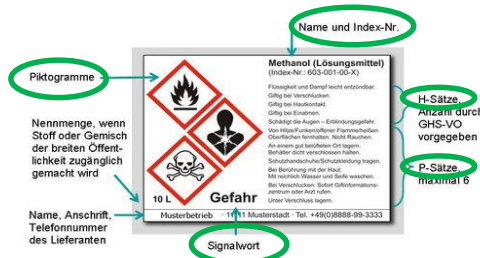 Name und Index-Nr.
Piktogramme
Nennmenge, wenn
Stoff oder Gemisch
der breiten Öffent-
lichkeit zugänglich
gemacht wird
Name, Anschrift,
Telefonnummer
des Lieferanten
Methanol (Lösungsmittel)
(Index-Nr.: 603-001-00-X)
Flüssigkeit und Dampf leicht entzündbar.
Giftig bei Verschlucken.
Giftig bei Hautkontakt.
Giftig bei Einatmen.
Schädigt die Augen – Erblindungsgefahr.
Von Hitze/Funken/offener Flamme/heißen
Oberflächen fernhalten. Nicht Rauchen.
An einem gut belüfteten Ort lagern.
Behälter dicht verschlossen halten.
Schutzhandschuhe/Schutzkleidung tragen.
Bei Berührung mit der Haut:
Mit reichlich Wasser und Seife waschen.
Bei Verschlucken: Sofort Giftinformations-
zentrum oder Arzt rufen.
Unter Verschluss lagern.
10 L
Gefahr
Musterbetrieb · 11 Musterstadt · Tel. +49(0)8888-99-3333
H-Sätze,
Anzahl durch
GHS-VO
vorgegeben
P-Sätze,
maximal 6
Signalwort